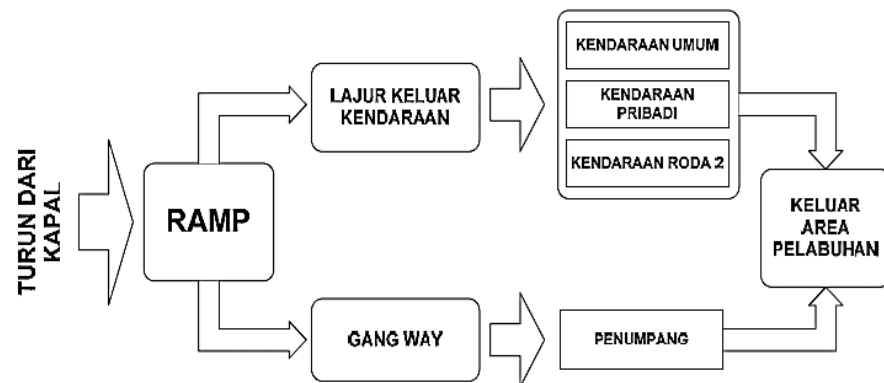 TURUN DARI
KAPAL
RAMP
LAJUR KELUAR
KENDARAAN
KENDARAAN UMUM
KENDARAAN
PRIBADI
KENDARAAN RODA 2
GANG WAY
PENUMPANG
KELUAR
AREA
PELABUHAN